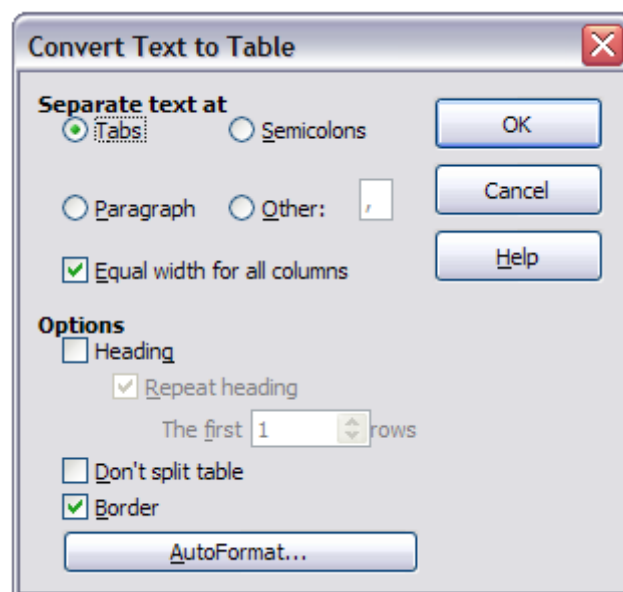 Convert Text to Table
Separate text at
Tabs Semicolons OK
Paragraph Other: , Cancel
Equal width for all columns Help
Options
Heading
Repeat heading
The first 1 rows
Don't split table
Border
AutoFormat...